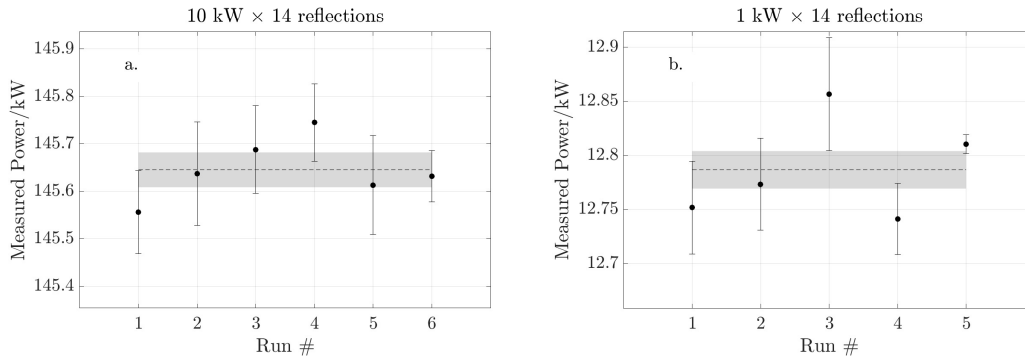 10 kW × 14 reflections
a.
145.9
145.8
145.7
145.6
145.5
145.4
Measured Power/kW
1 2 3 4 5 6
Run #
1 kW × 14 reflections
b.
12.9
12.85
12.8
12.75
12.7
Measured Power/kW
1 2 3 4 5
Run #